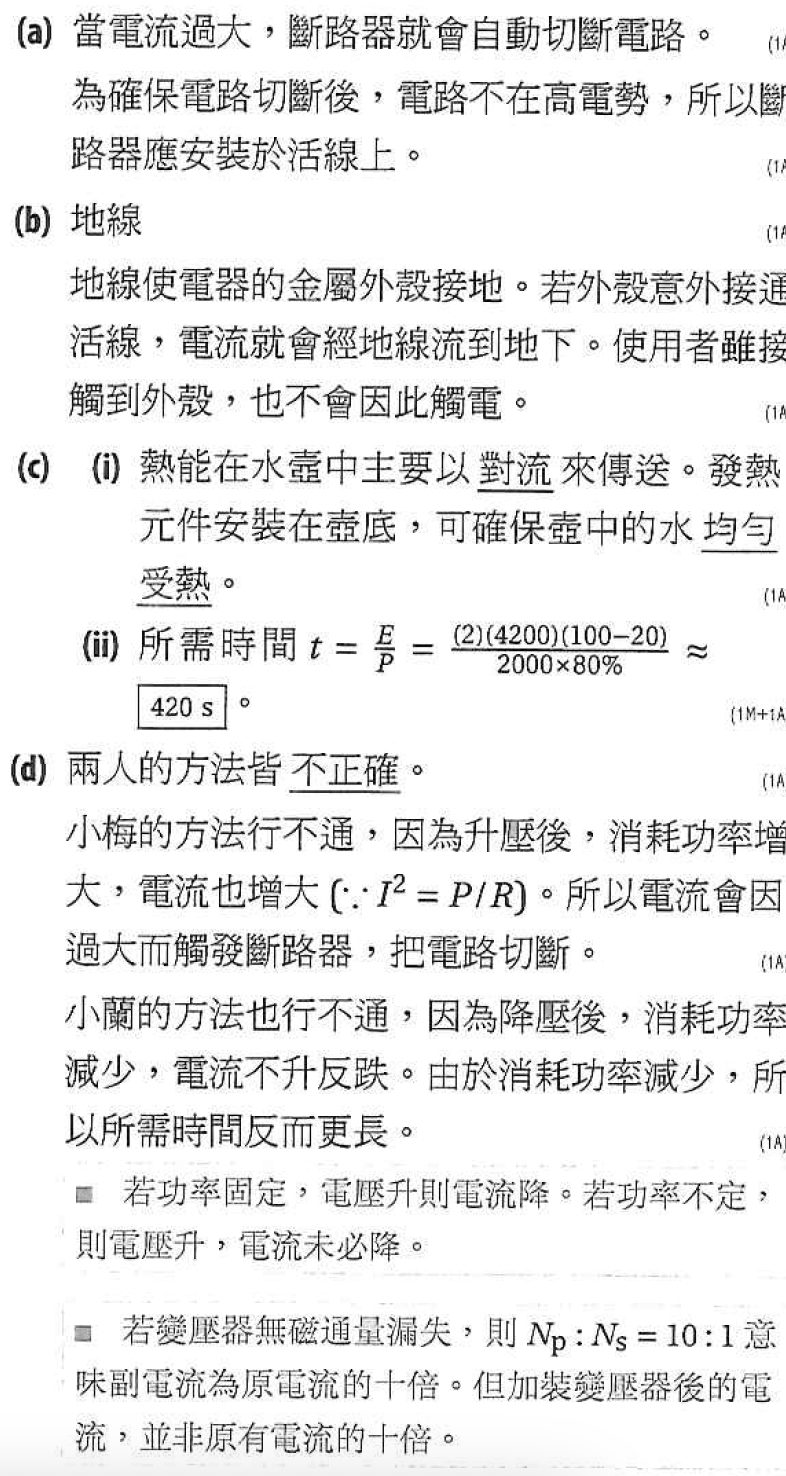 (a) 當電流過大，斷路器就會自動切斷電路。 (1A
為確保電路切斷後，電路不在高電勢，所以斷
路器應安裝於活線上。 (1A
(b) 地線 (1A
地線使電器的金屬外殼接地。若外殼意外接通
活線，電流就會經地線流到地下。使用者雖接
觸到外殼，也不會因此觸電。 (1A
(c) (i) 熱能在水壺中主要以 對流 來傳送。發熱
元件安裝在壺底，可確保壺中的水 均勻
受熱。 (1A
(ii) 所需時間 t = E/P = (2)(4200)(100−20)/2000×80% ≈
420 s 。 (1M+1A
(d) 兩人的方法皆 不正確。 (1A
小梅的方法行不通，因為升壓後，消耗功率增
大，電流也增大 (∵ I² = P/R)。所以電流會因
過大而觸發斷路器，把電路切斷。 (1A)
小蘭的方法也行不通，因為降壓後，消耗功率
減少，電流不升反跌。由於消耗功率減少，所
以所需時間反而更長。 (1A)
■ 若功率固定，電壓升則電流降。若功率不定，
則電壓升，電流未必降。
■ 若變壓器無磁通量漏失，則 Np : Ns = 10 : 1 意
味副電流為原電流的十倍。但加裝變壓器後的電
流，並非原有電流的十倍。